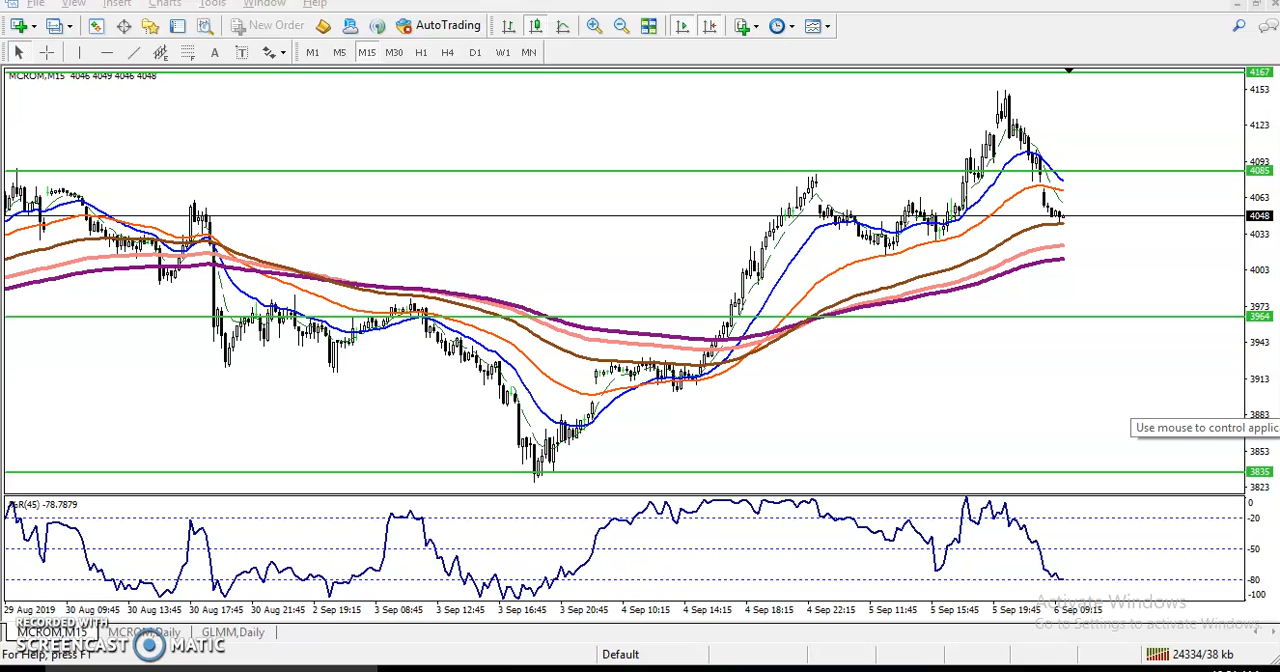 File View Insert Charts Tools Window Help
New Order AutoTrading
M1 M5 M15 M30 H1 H4 D1 W1 MN
MCROM,M15 4046 4049 4046 4048
4167
4153
4123
4093
4085
4063
4048
4033
4003
3973
3964
3943
3913
3883
Use mouse to control applica
3853
3835
3823
%R(45) -78.7879
0
-20
-50
-80
-100
29 Aug 2019 30 Aug 09:45 30 Aug 13:45 30 Aug 17:45 30 Aug 21:45 2 Sep 19:15 3 Sep 08:45 3 Sep 12:45 3 Sep 16:45 3 Sep 20:45 4 Sep 10:15 4 Sep 14:15 4 Sep 18:15 4 Sep 22:15 5 Sep 11:45 5 Sep 15:45 5 Sep 19:45 6 Sep 09:15
Activate Windows
Go to Settings to activate Windows.
RECORDED WITH
SCREENCAST MATIC
MCROM,M15 MCROM,Daily GLMM,Daily
For Help, press F1 Default 24334/38 kb